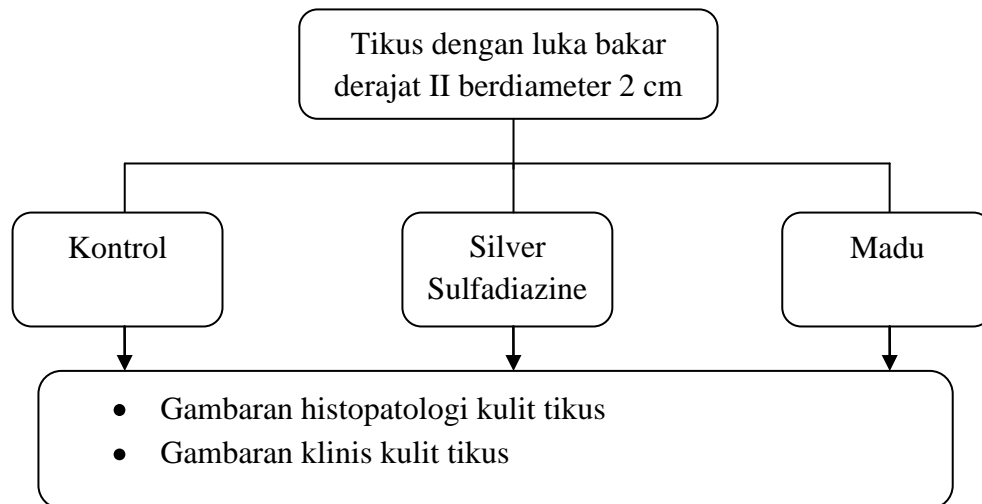 Tikus dengan luka bakar
derajat II berdiameter 2 cm
Kontrol
Silver
Sulfadiazine
Madu
• Gambaran histopatologi kulit tikus
• Gambaran klinis kulit tikus